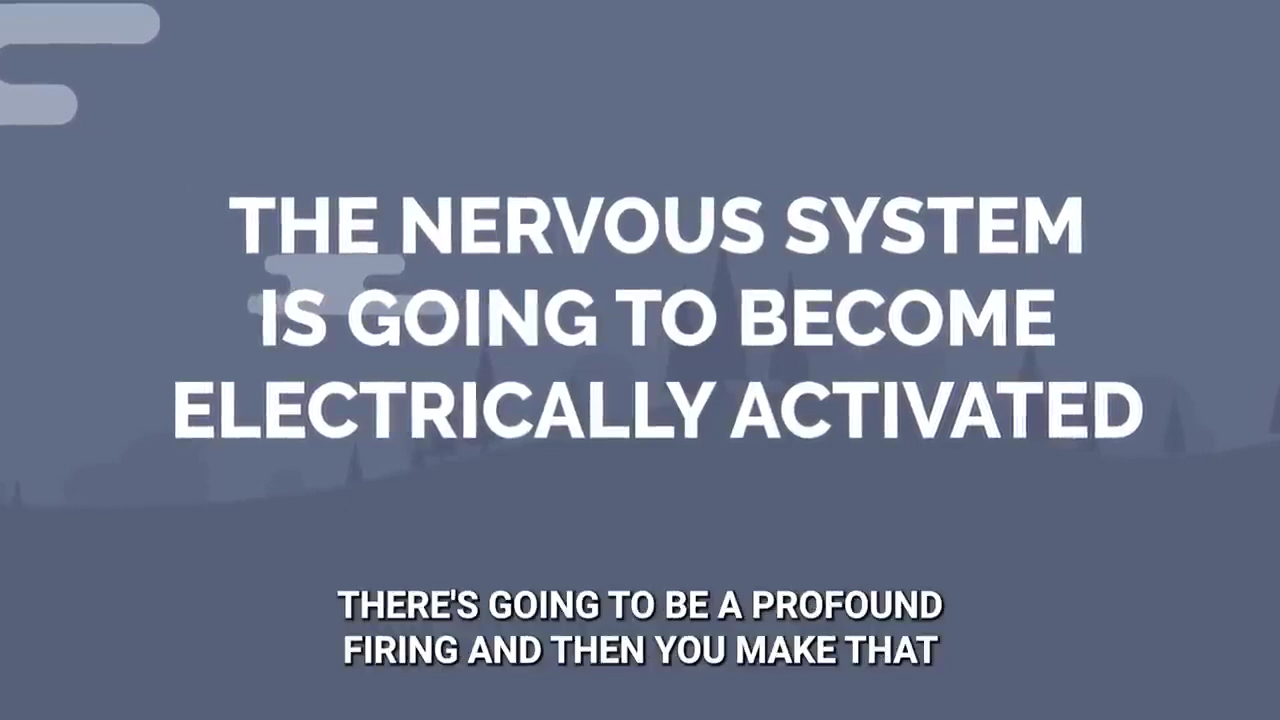 THE NERVOUS SYSTEM
IS GOING TO BECOME
ELECTRICALLY ACTIVATED
THERE'S GOING TO BE A PROFOUND
FIRING AND THEN YOU MAKE THAT